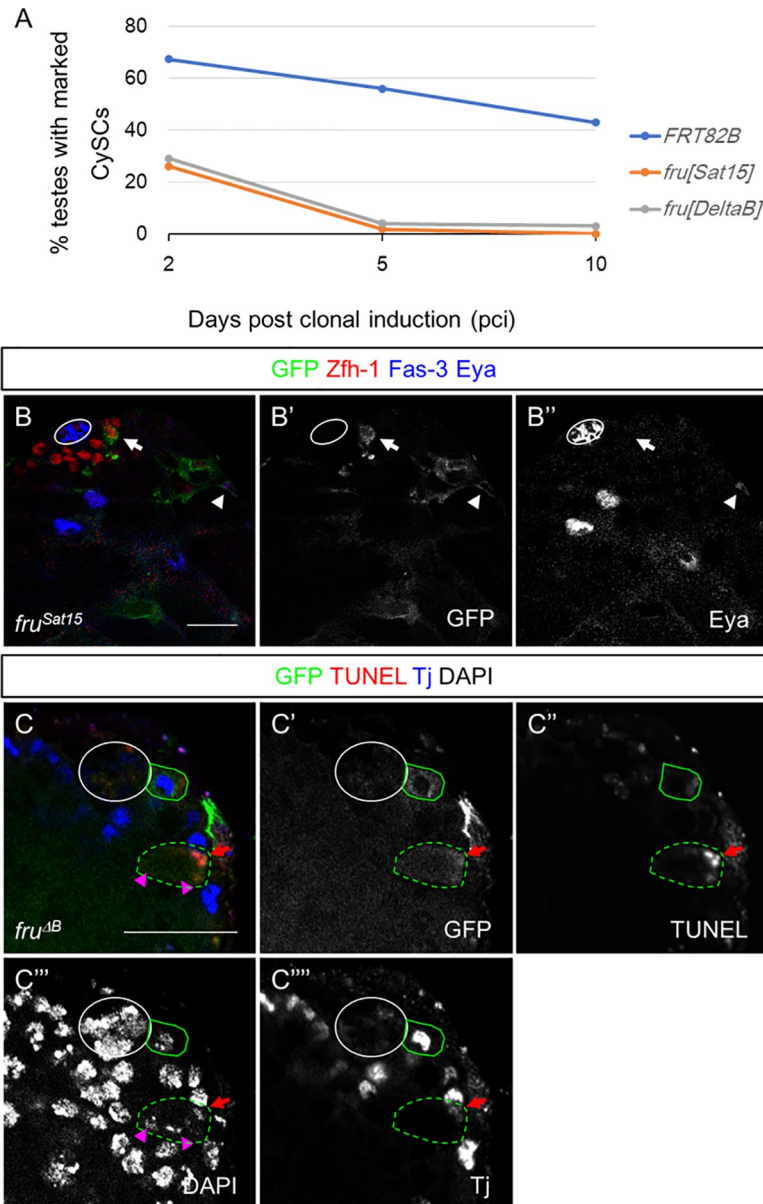 A
% testes with marked
CySCs
80
60
40
20
0
2 5 10
Days post clonal induction (pci)
FRT82B
fru[Sat15]
fru[DeltaB]
GFP Zfh-1 Fas-3 Eya
B
fruSat15
B'
GFP
B''
Eya
GFP TUNEL Tj DAPI
C
fruΔB
C'
GFP
C''
TUNEL
C'''
DAPI
C''''
Tj